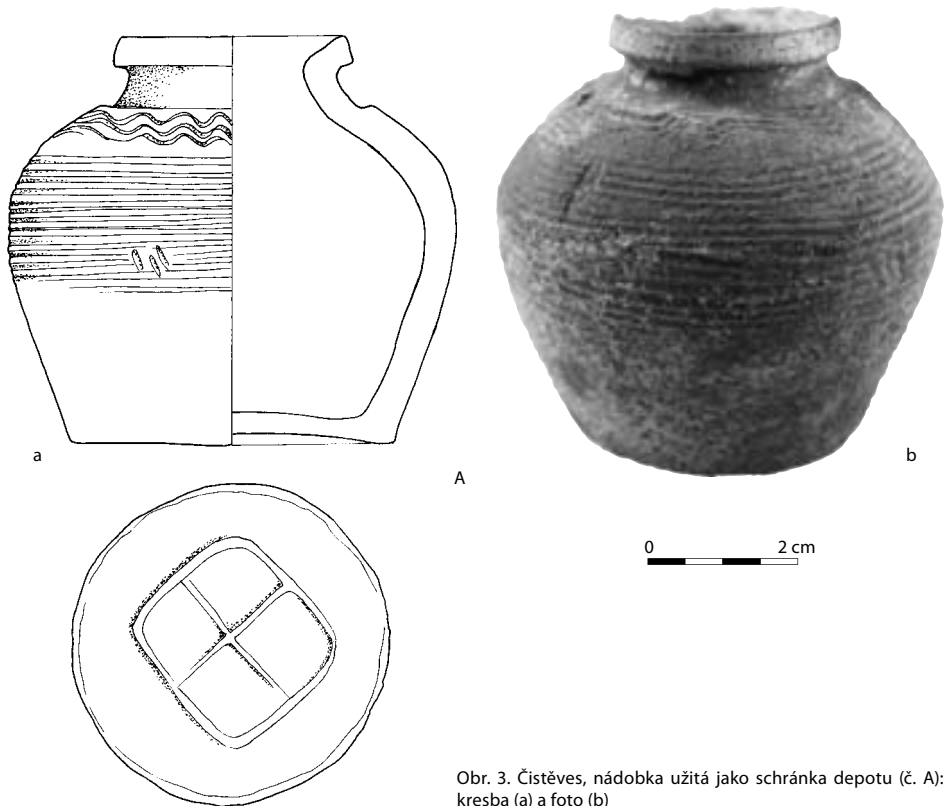 a
b
A
0 2 cm
Obr. 3. Čistěves, nádobka užitá jako schránka depotu (č. A):
kresba (a) a foto (b)